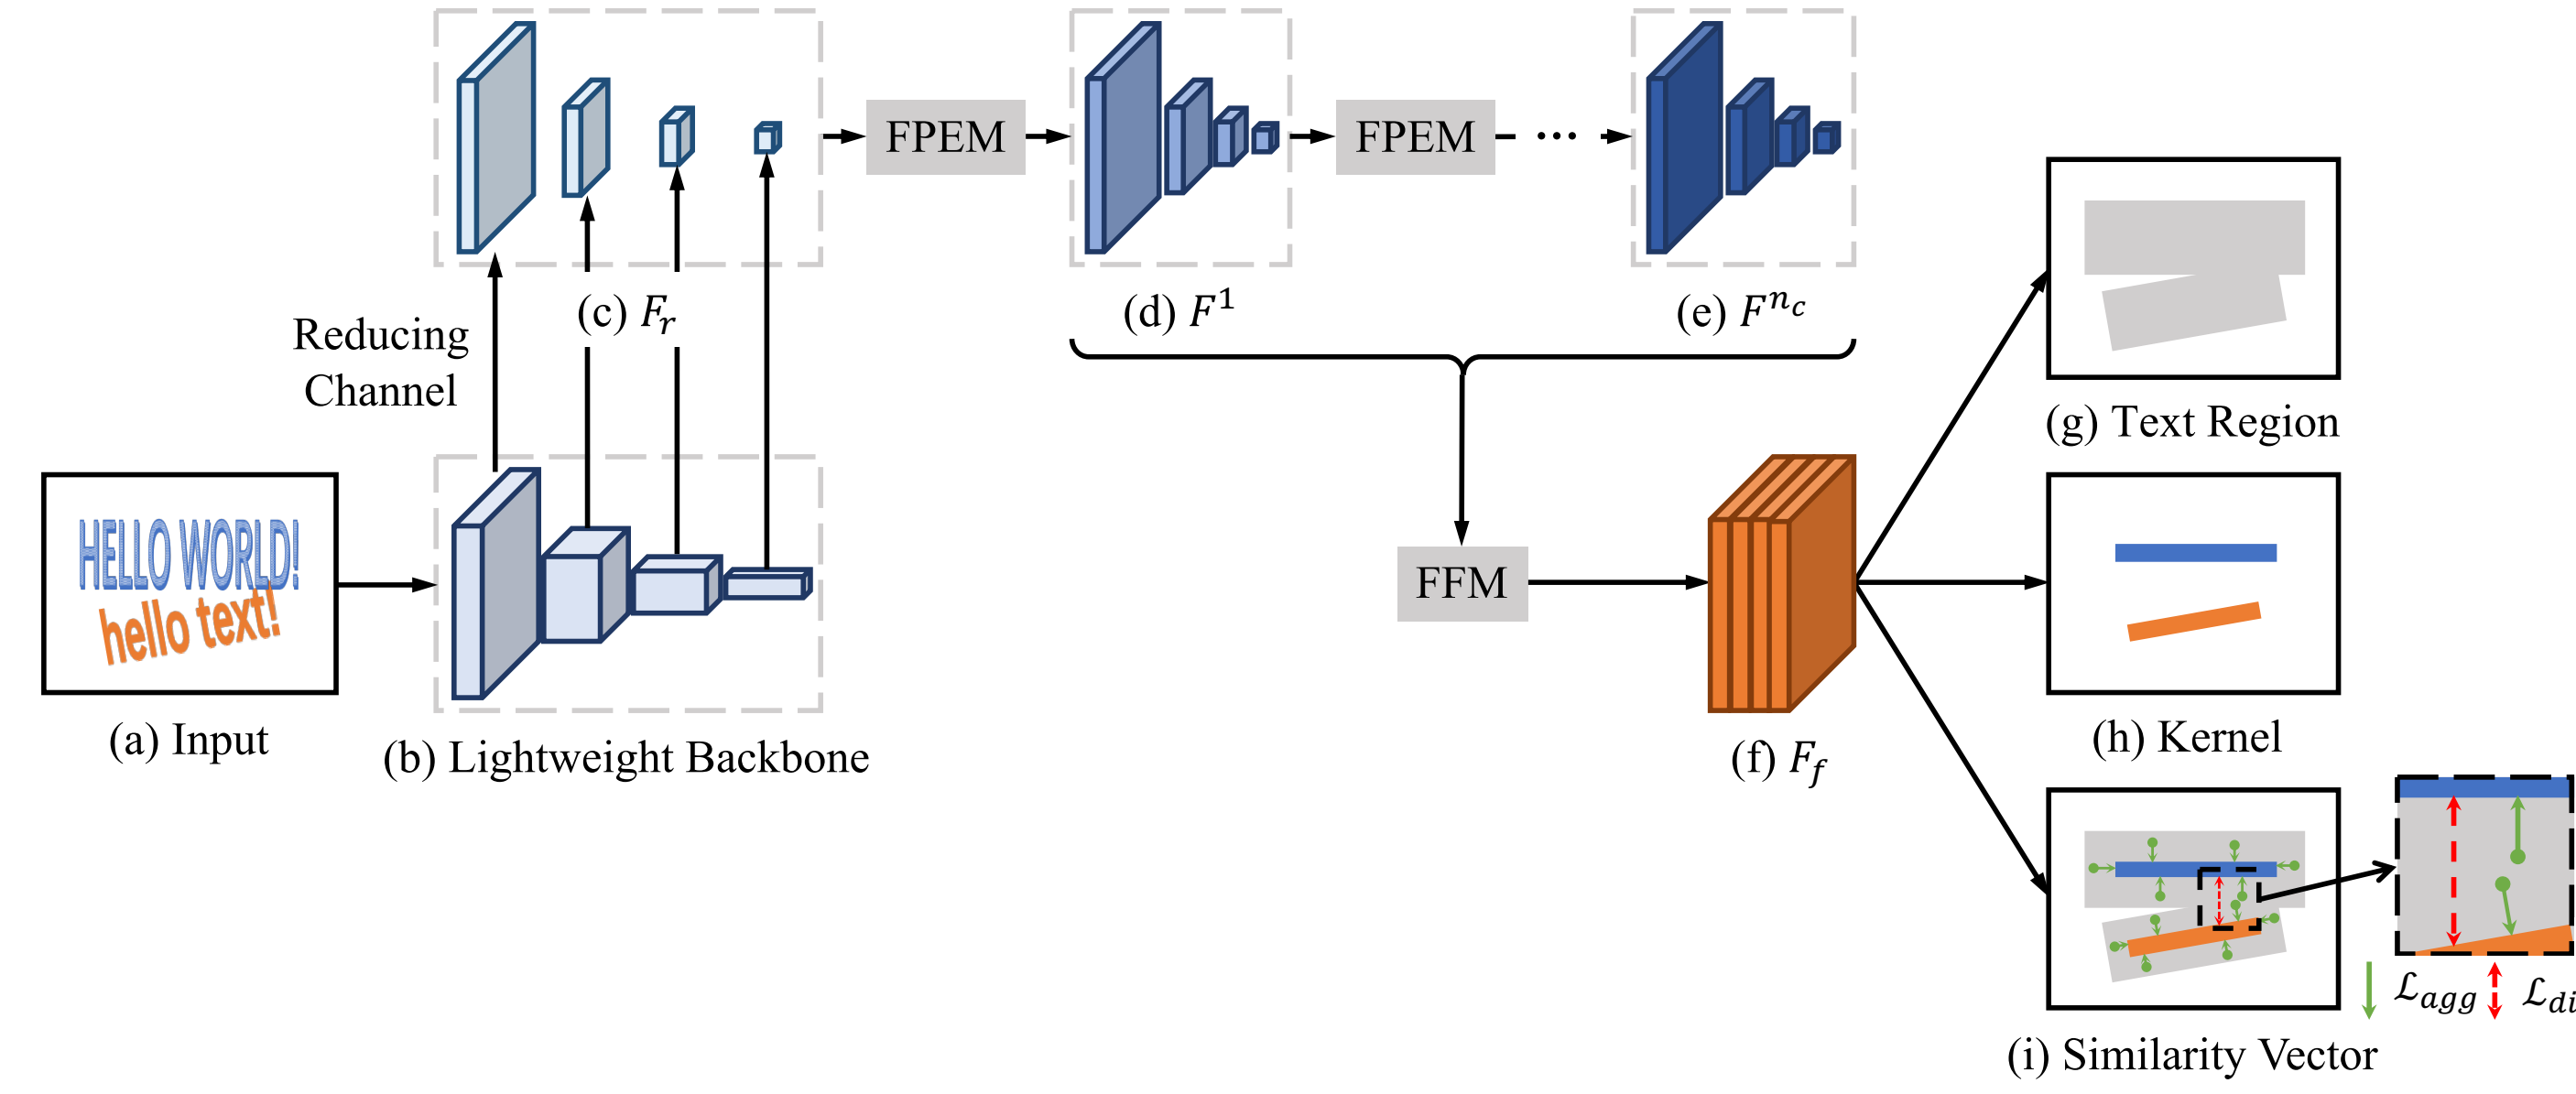 FPEM
FPEM
...
(c) F_r
(d) F^1
(e) F^{n_c}
Reducing
Channel
HELLO WORLD!
hello text!
(a) Input
(b) Lightweight Backbone
FFM
(f) F_f
(g) Text Region
(h) Kernel
ℒ_agg
ℒ_di
(i) Similarity Vector